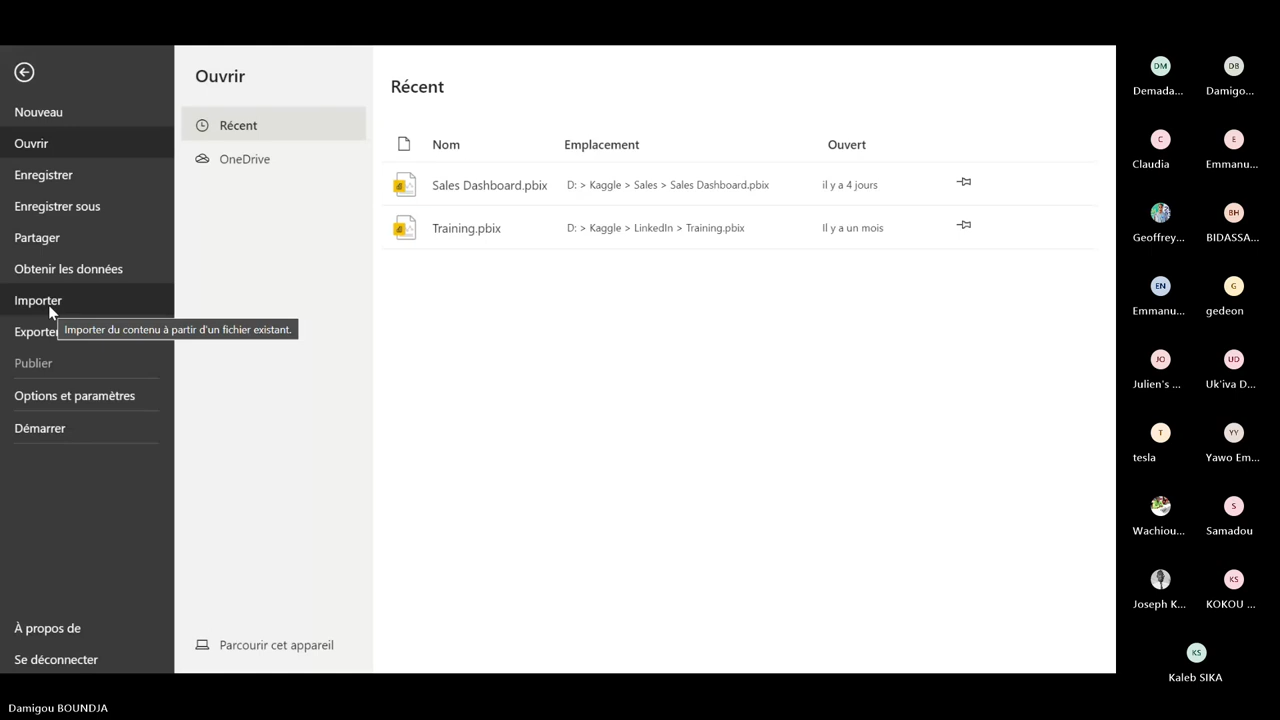 Nouveau
Ouvrir
Enregistrer
Enregistrer sous
Partager
Obtenir les données
Importer
Importer du contenu à partir d'un fichier existant.
Exporter
Publier
Options et paramètres
Démarrer
À propos de
Se déconnecter
Ouvrir
Récent
OneDrive
Parcourir cet appareil
Récent
Nom Emplacement Ouvert
Sales Dashboard.pbix D: > Kaggle > Sales > Sales Dashboard.pbix il y a 4 jours
Training.pbix D: > Kaggle > LinkedIn > Training.pbix Il y a un mois
DM DB
Demada... Damigo...
C E
Claudia Emmanu...
BH
Geoffrey... BIDASSA...
EN G
Emmanu... gedeon
JO UD
Julien's ... Uk'iva D...
T YY
tesla Yawo Em...
S
Wachiou... Samadou
KS
Joseph K... KOKOU ...
KS
Kaleb SIKA
Damigou BOUNDJA